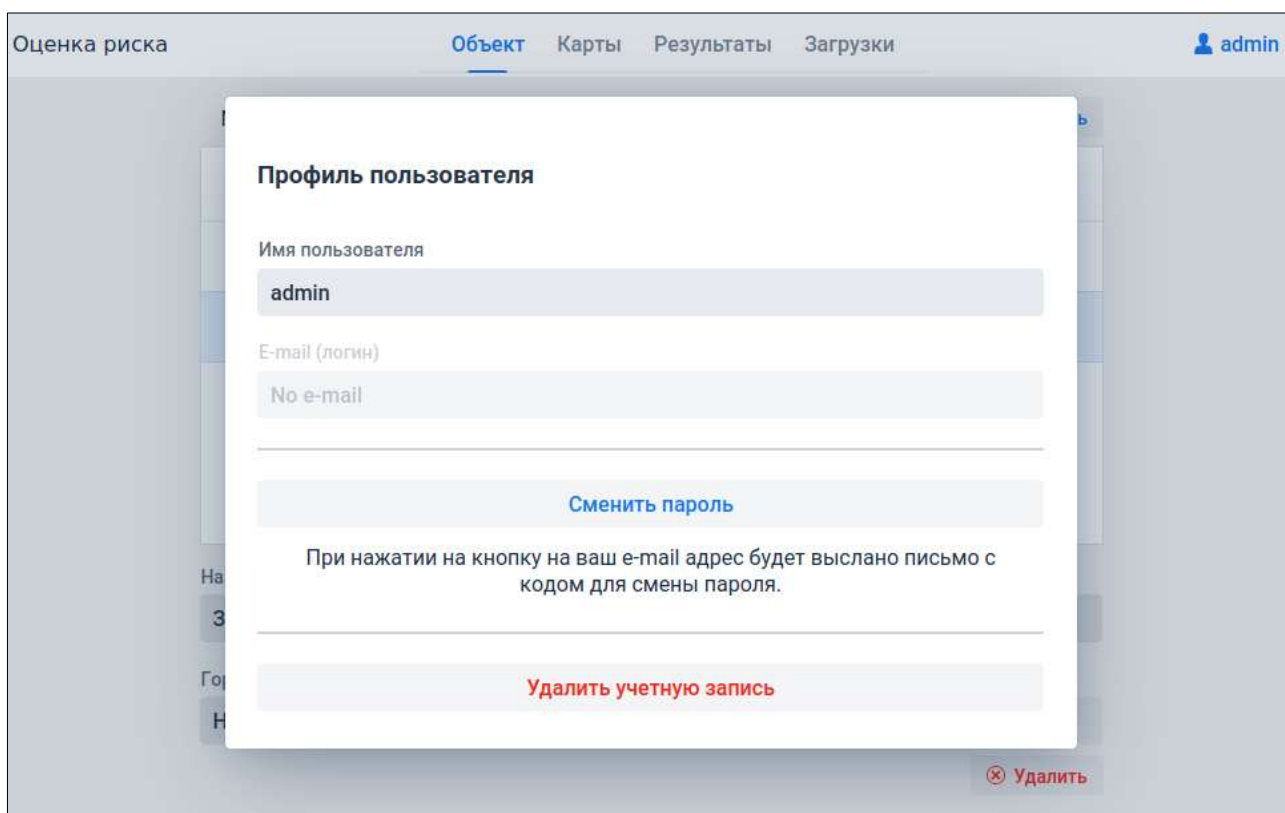 Оценка риска
Объект Карты Результаты Загрузки
admin
Профиль пользователя
Имя пользователя
admin
E-mail (логин)
No e-mail
Сменить пароль
При нажатии на кнопку на ваш e-mail адрес будет выслано письмо с
кодом для смены пароля.
Удалить учетную запись
Удалить